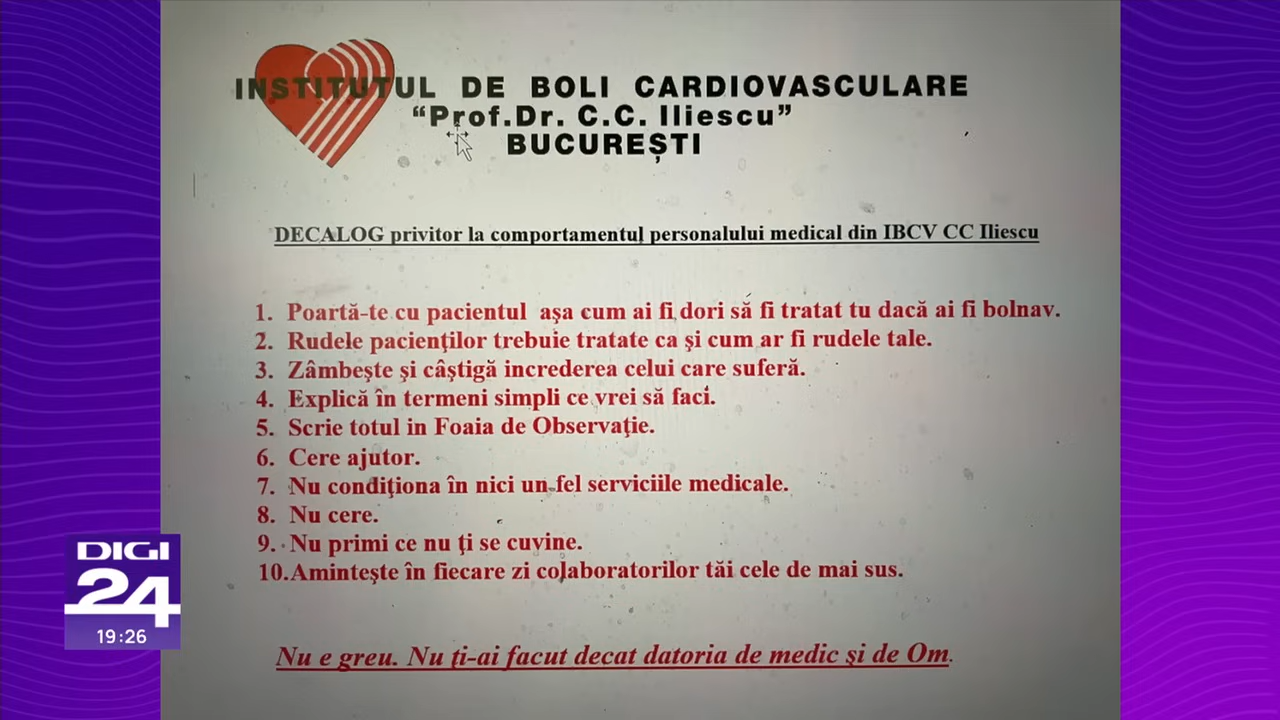 INSTITUTUL DE BOLI CARDIOVASCULARE
“Prof.Dr. C.C. Iliescu”
BUCUREȘTI
DECALOG privitor la comportamentul personalului medical din IBCV CC Iliescu
1. Poartă-te cu pacientul aşa cum ai fi dori să fi tratat tu dacă ai fi bolnav.
2. Rudele pacienţilor trebuie tratate ca şi cum ar fi rudele tale.
3. Zâmbeşte şi câştigă increderea celui care suferă.
4. Explică în termeni simpli ce vrei să faci.
5. Scrie totul in Foaia de Observaţie.
6. Cere ajutor.
7. Nu condiţiona în nici un fel serviciile medicale.
8. Nu cere.
9. Nu primi ce nu ţi se cuvine.
10.Aminteşte în fiecare zi colaboratorilor tăi cele de mai sus.
Nu e greu. Nu ţi-ai facut decat datoria de medic şi de Om.
DIGI
24
19:26